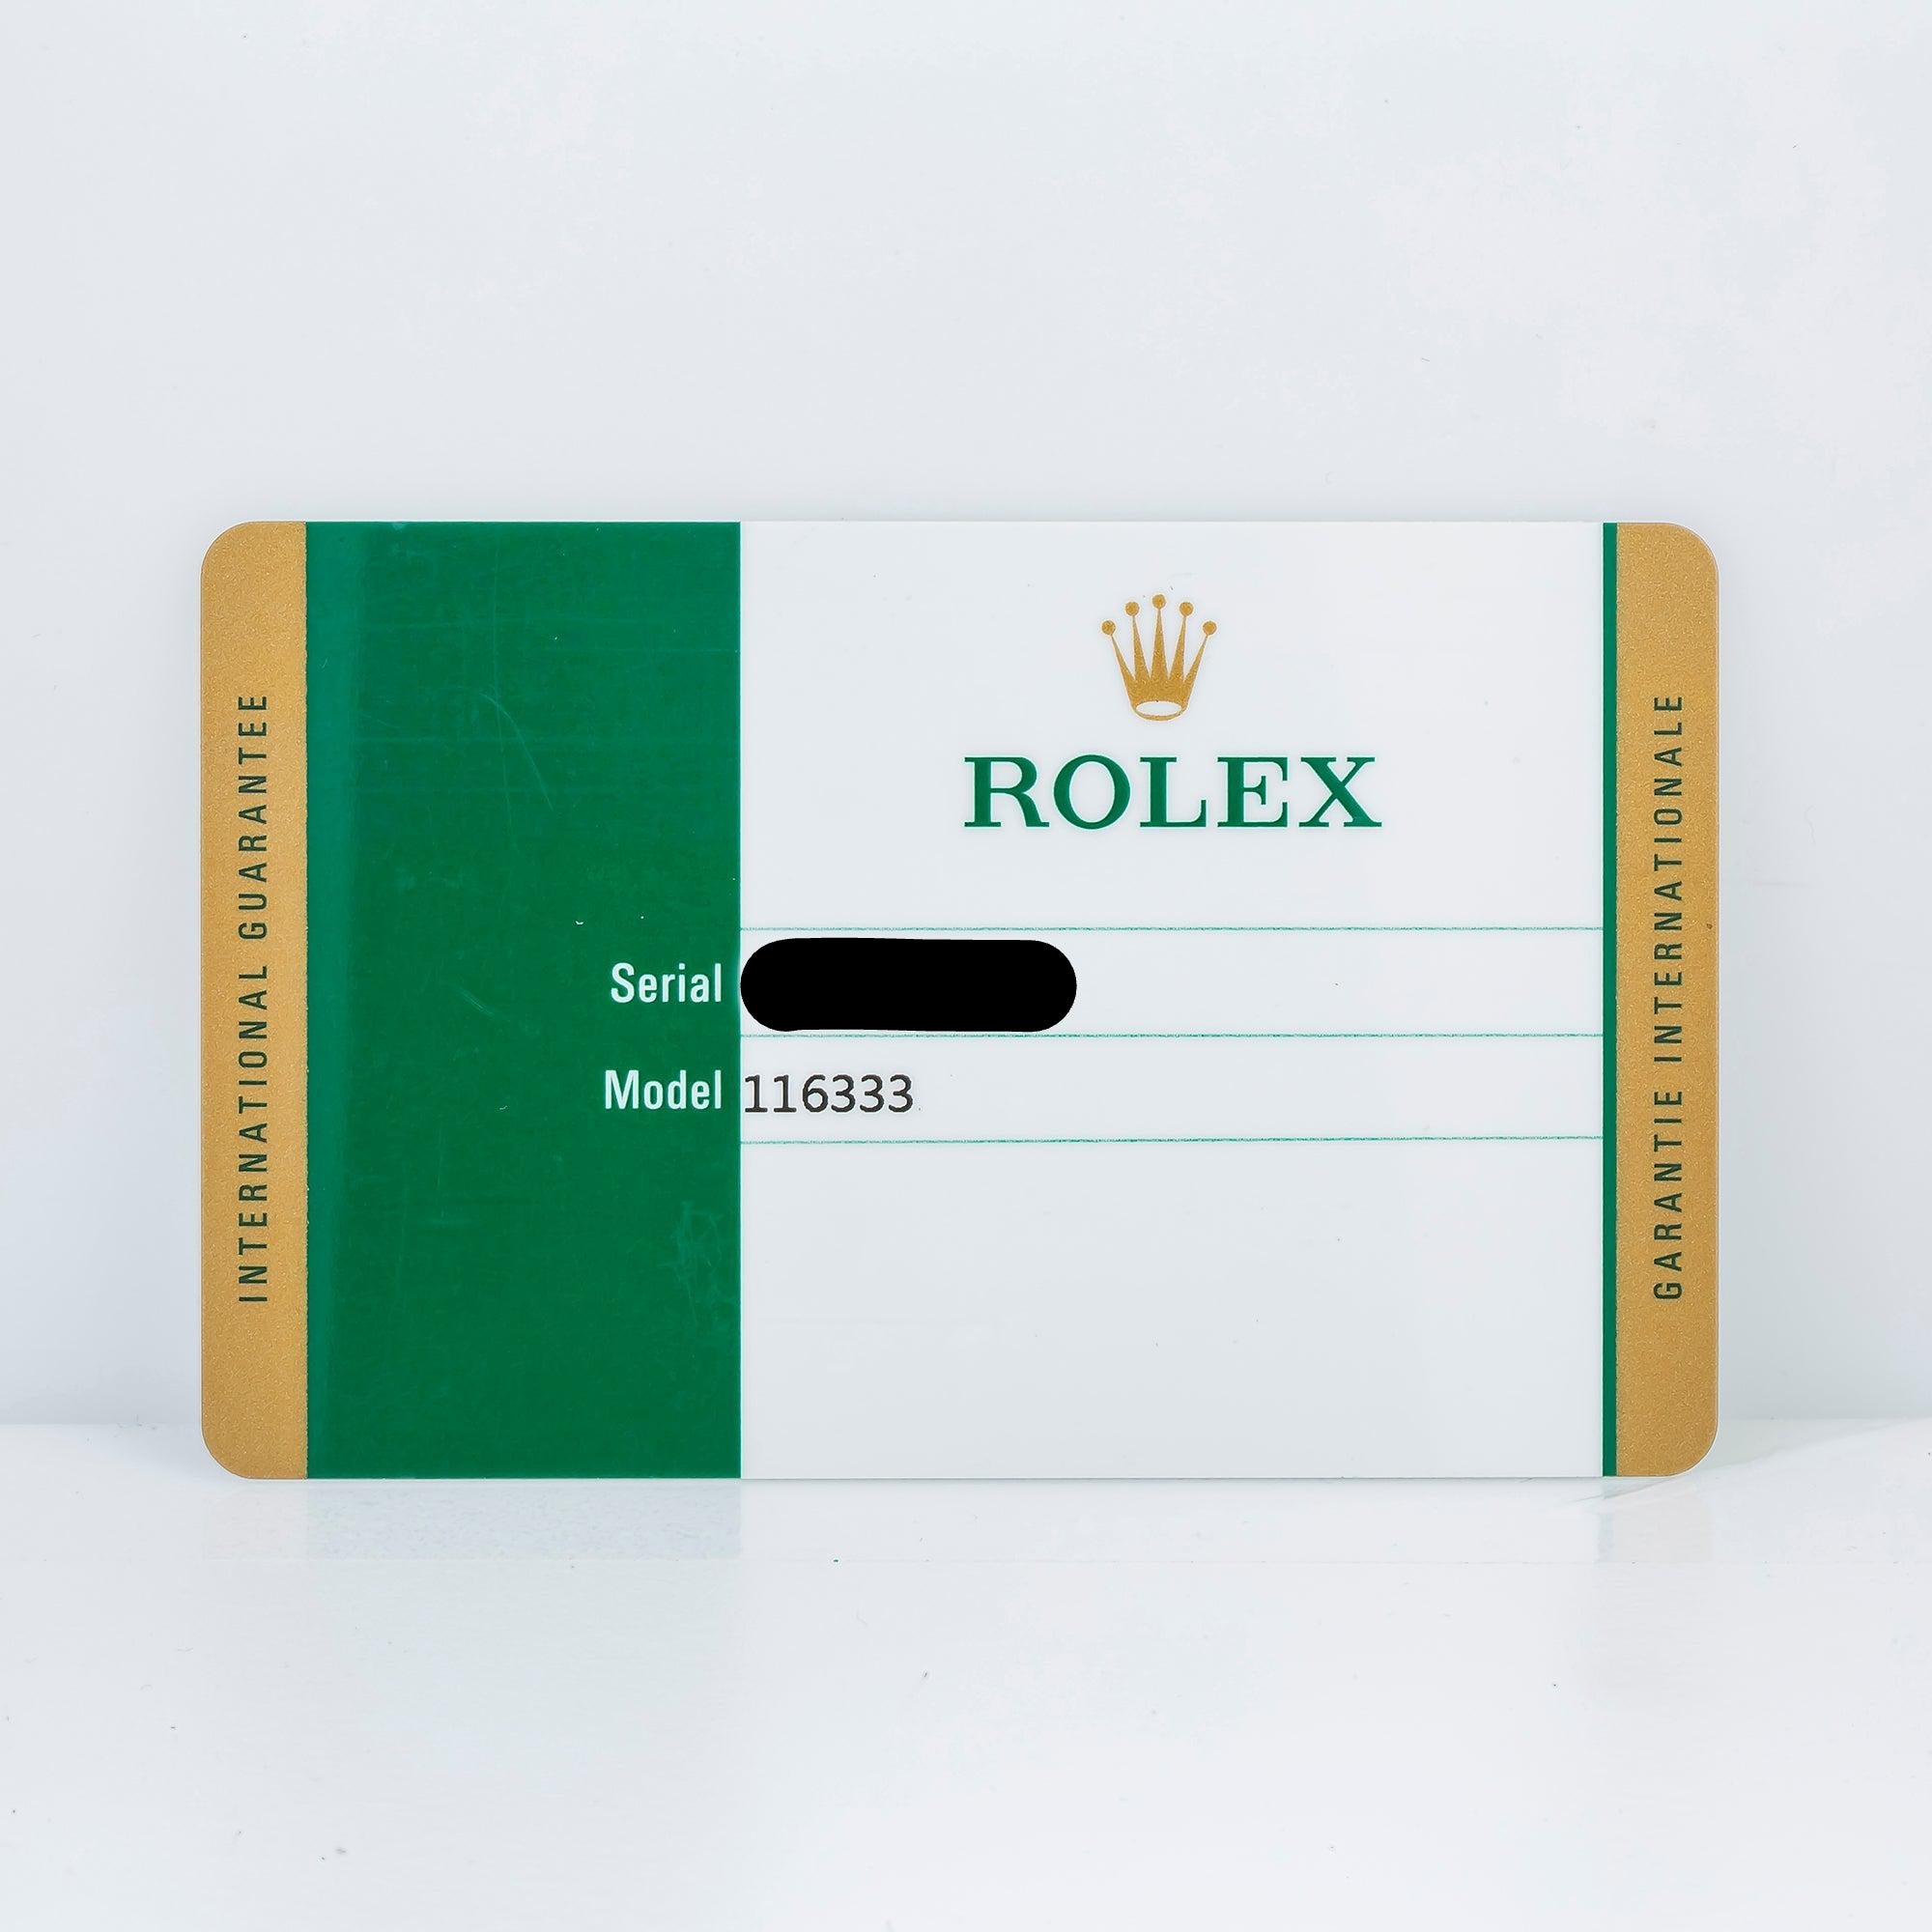 INTERNATIONAL GUARANTEE
ROLEX
Serial
Model 116333
GARANTIE INTERNATIONALE